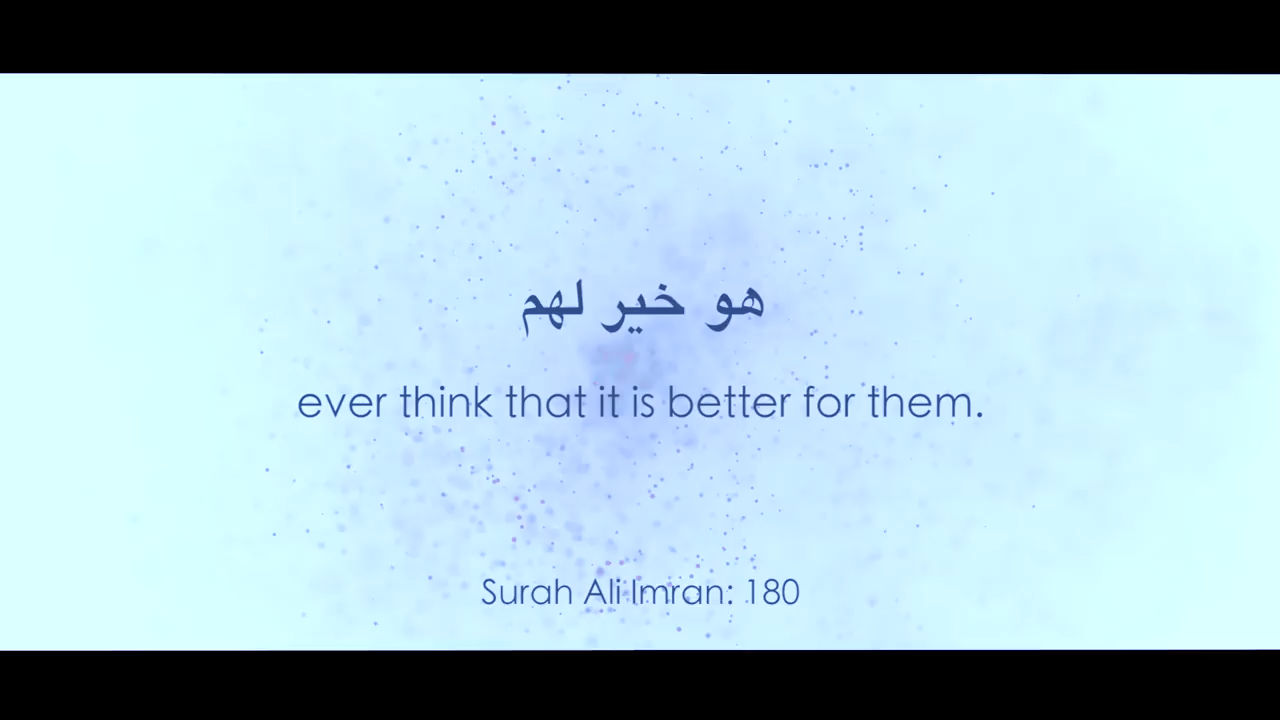 هو خير لهم
ever think that it is better for them.
Surah Ali Imran: 180